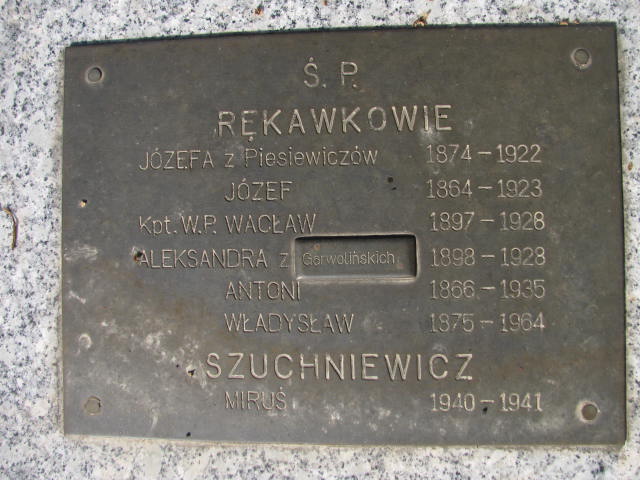 Ś. P.
RĘKAWKOWIE
JÓZEFA z Piesiewiczów 1874 - 1922
JÓZEF 1864 - 1923
Kpt. W.P. WACŁAW 1897 - 1928
ALEKSANDRA z Garwolińskich 1898 - 1928
ANTONI 1866 - 1935
WŁADYSŁAW 1875 - 1964
SZUCHNIEWICZ
MIRUŚ 1940 - 1941